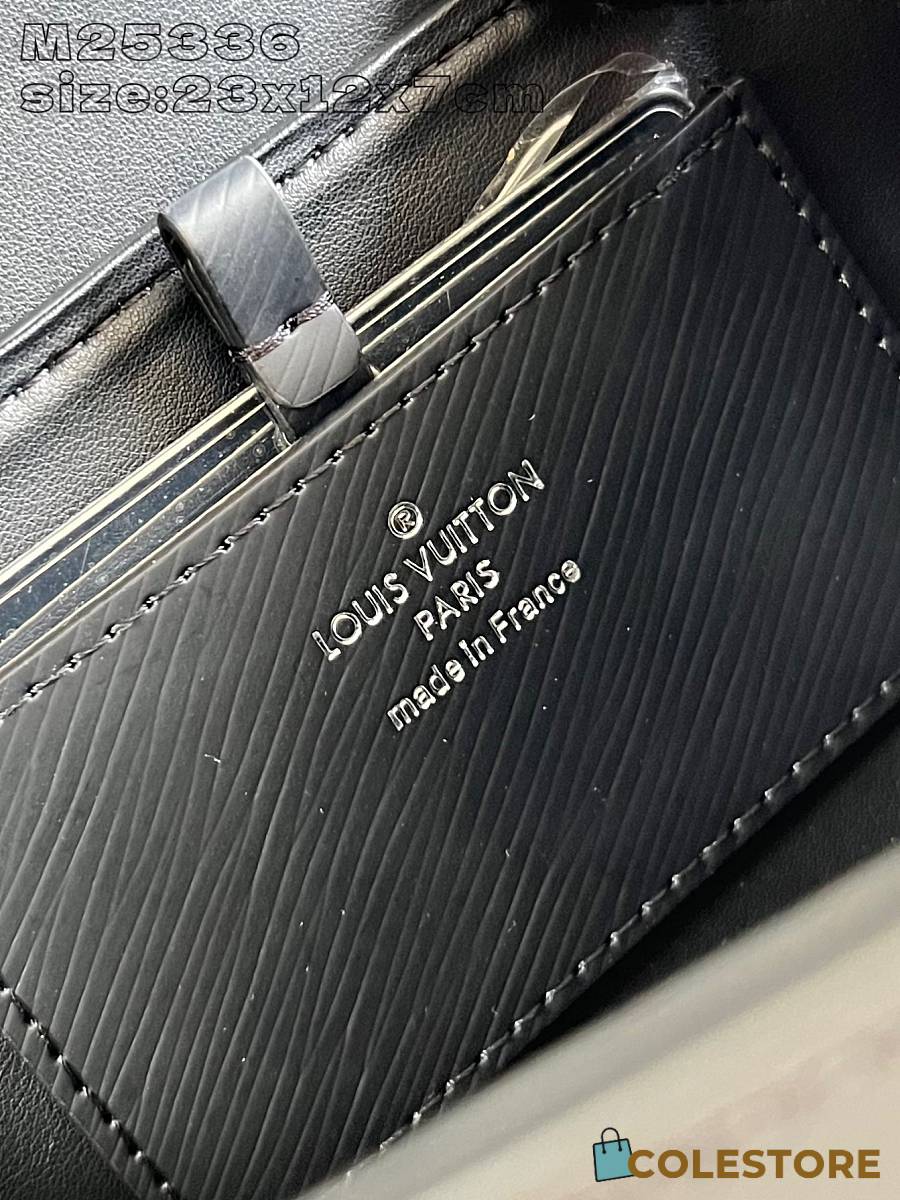 M25336
size:23x12x7cm
®
LOUIS VUITTON
PARIS
made in France
COLESTORE